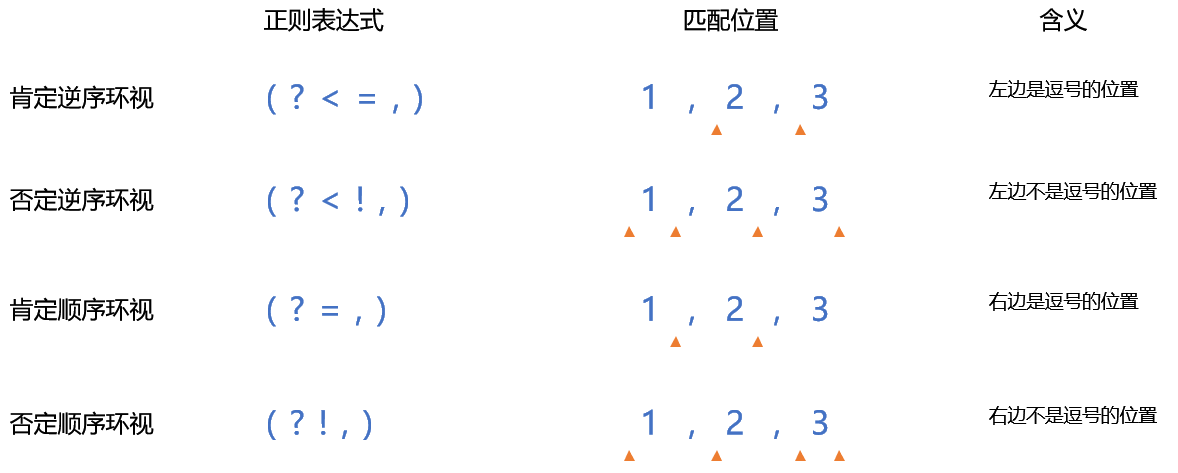 正则表达式 匹配位置 含义
肯定逆序环视 ( ? < = , ) 1 , 2 , 3 左边是逗号的位置
否定逆序环视 ( ? < ! , ) 1 , 2 , 3 左边不是逗号的位置
肯定顺序环视 ( ? = , ) 1 , 2 , 3 右边是逗号的位置
否定顺序环视 ( ? ! , ) 1 , 2 , 3 右边不是逗号的位置